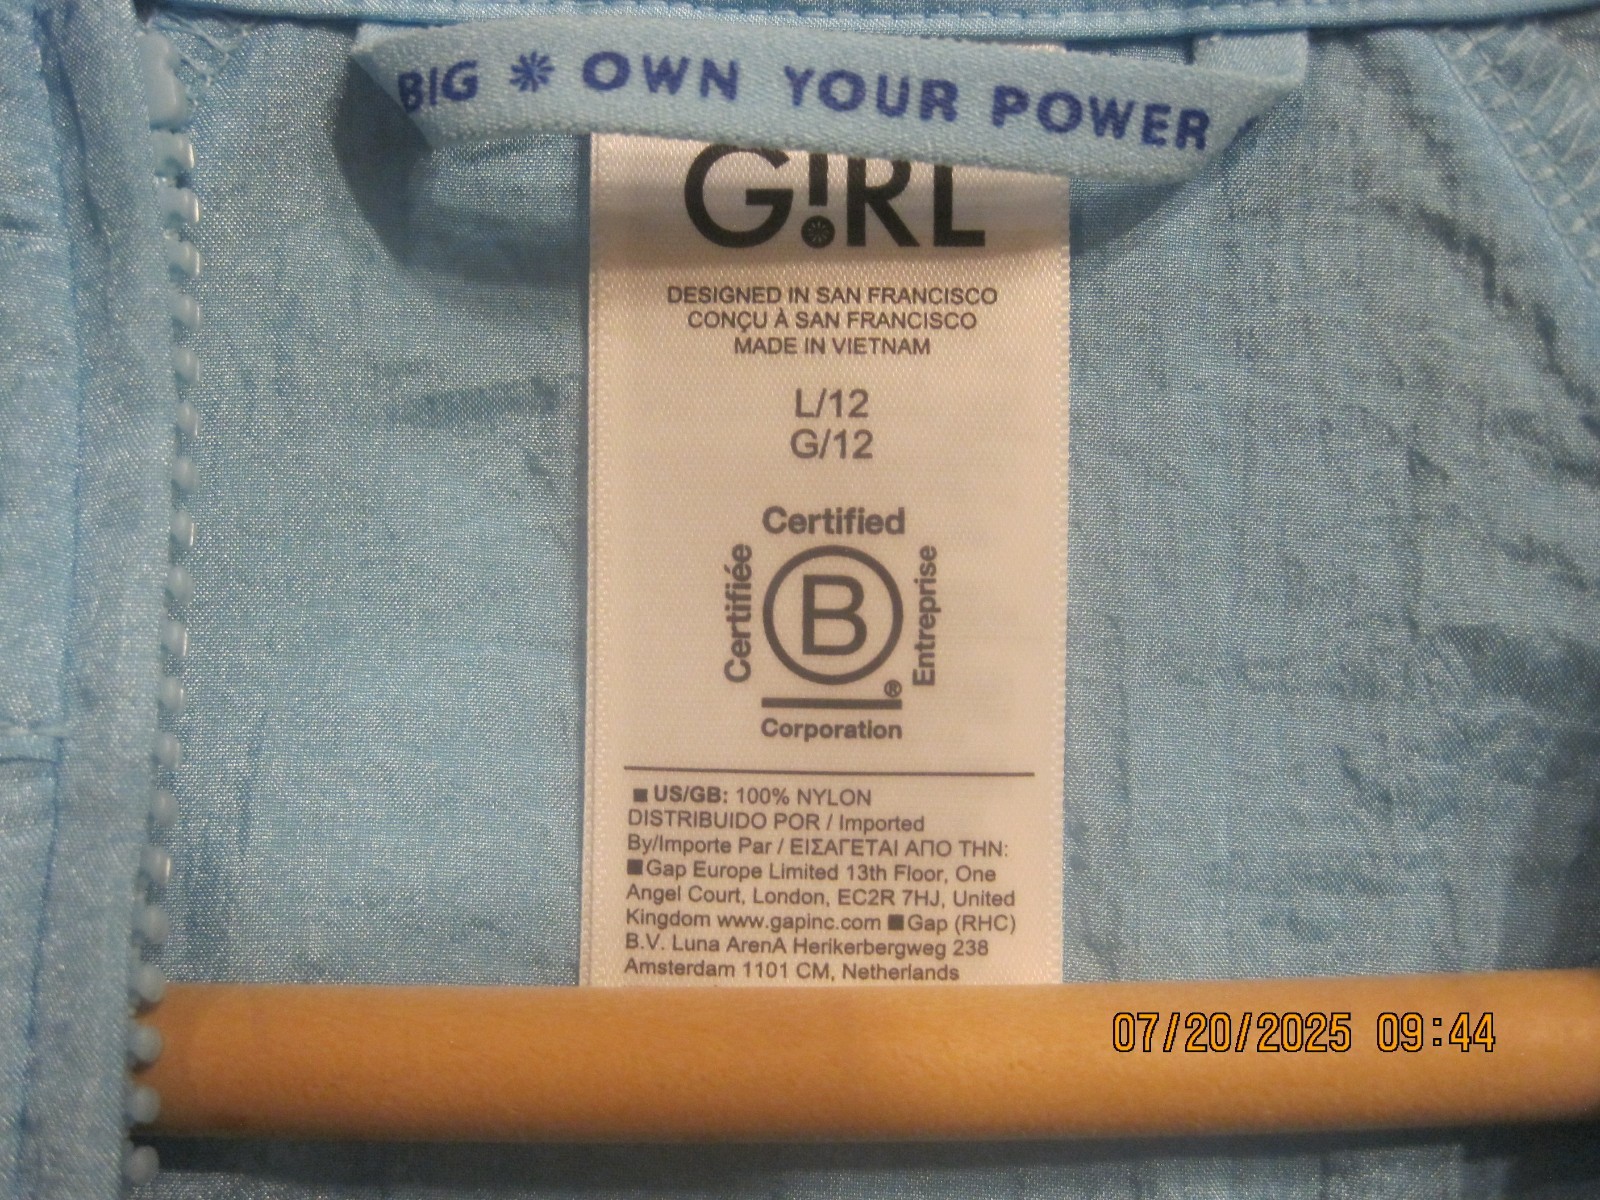 BIG ✻ OWN YOUR POWER
G!RL
DESIGNED IN SAN FRANCISCO
CONÇU À SAN FRANCISCO
MADE IN VIETNAM
L/12
G/12
Certified
Certifiée
B
Entreprise
®
Corporation
■ US/GB: 100% NYLON
DISTRIBUIDO POR / Imported
By/Importe Par / ΕΙΣΑΓΕΤΑΙ ΑΠΟ ΤΗΝ:
■Gap Europe Limited 13th Floor, One
Angel Court, London, EC2R 7HJ, United
Kingdom www.gapinc.com ■Gap (RHC)
B.V. Luna ArenA Herikerbergweg 238
Amsterdam 1101 CM, Netherlands
07/20/2025 09:44